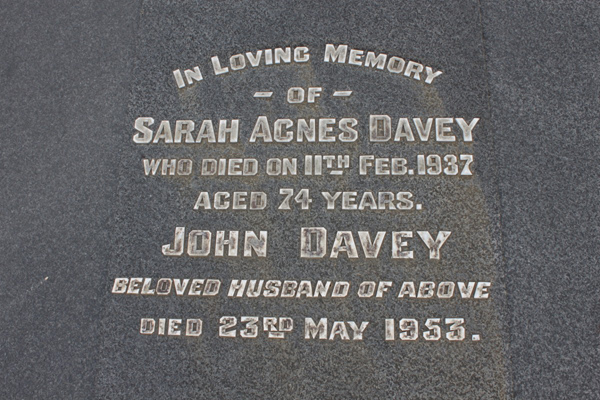 IN LOVING MEMORY
- OF -
SARAH AGNES DAVEY
WHO DIED ON 11TH FEB. 1937
AGED 74 YEARS.
JOHN DAVEY
BELOVED HUSBAND OF ABOVE
DIED 23RD MAY 1953.